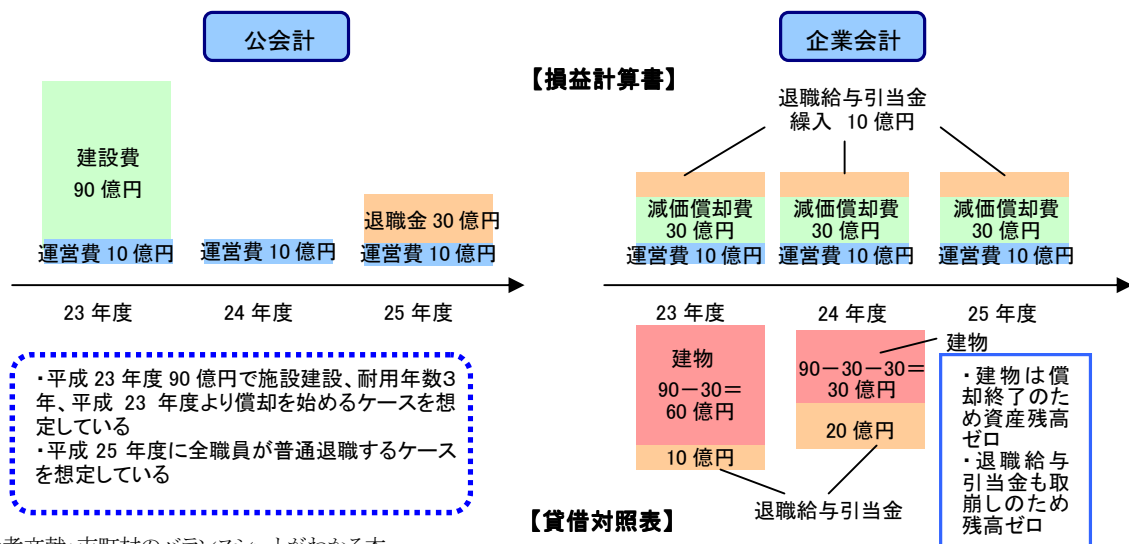 公会計
企業会計
【損益計算書】
退職給与引当金
繰入 10 億円
建設費
90 億円
運営費 10 億円
運営費 10 億円
退職金 30 億円
運営費 10 億円
減価償却費
30 億円
運営費 10 億円
減価償却費
30 億円
運営費 10 億円
減価償却費
30 億円
運営費 10 億円
23 年度
24 年度
25 年度
23 年度
24 年度
25 年度
・平成 23 年度 90 億円で施設建設、耐用年数3
年、平成 23 年度より償却を始めるケースを想
定している
・平成 25 年度に全職員が普通退職するケース
を想定している
建物
90-30=
60 億円
10 億円
建物
90-30-30=
30 億円
20 億円
退職給与引当金
・建物は償
却終了のた
め資産残高
ゼロ
・退職給与
引当金も取
崩しのため
残高ゼロ
【貸借対照表】